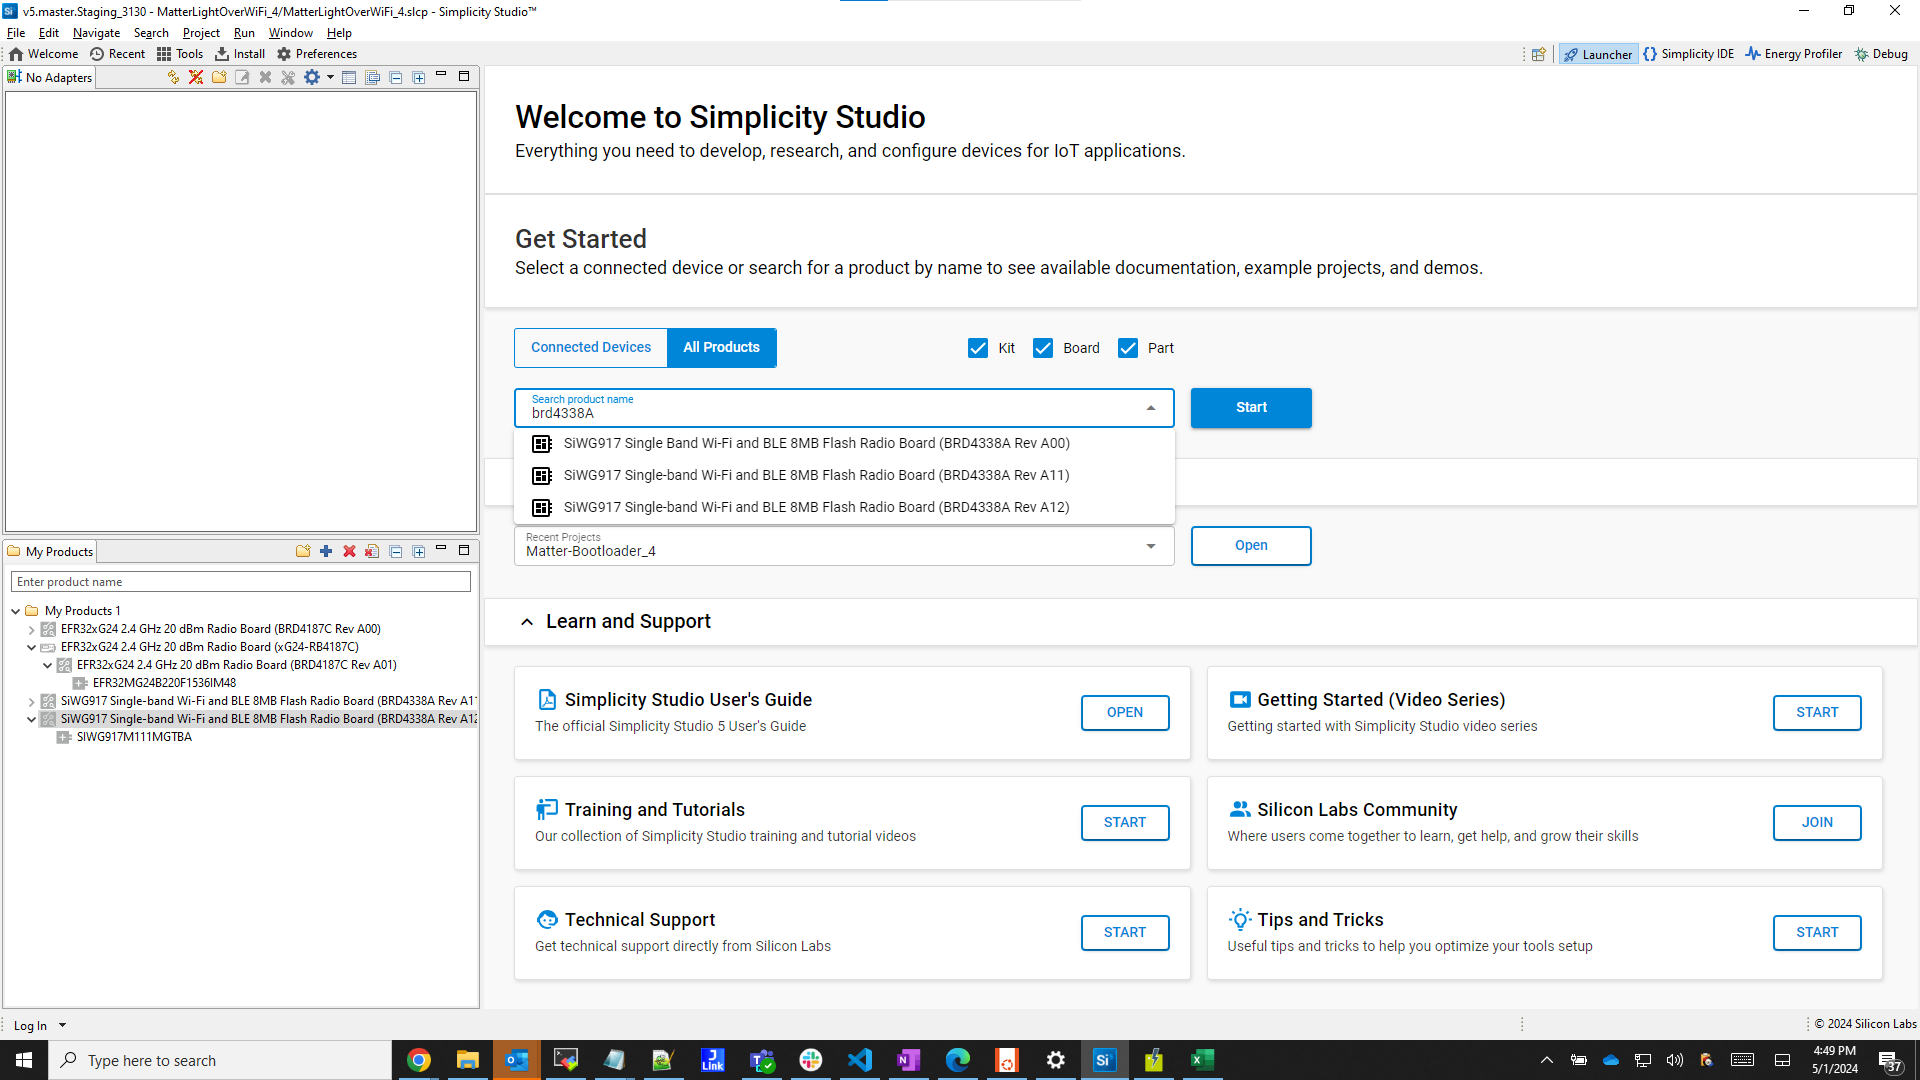 v5.master.Staging_3130 - MatterLightOverWiFi_4/MatterLightOverWiFi_4.slcp - Simplicity Studio™
File Edit Navigate Search Project Run Window Help
Welcome Recent Tools Install Preferences
Launcher Simplicity IDE Energy Profiler Debug
No Adapters
Welcome to Simplicity Studio
Everything you need to develop, research, and configure devices for IoT applications.
Get Started
Select a connected device or search for a product by name to see available documentation, example projects, and demos.
Connected Devices All Products Kit Board Part
Search product name
brd4338A
Start
SiWG917 Single Band Wi-Fi and BLE 8MB Flash Radio Board (BRD4338A Rev A00)
SiWG917 Single-band Wi-Fi and BLE 8MB Flash Radio Board (BRD4338A Rev A11)
SiWG917 Single-band Wi-Fi and BLE 8MB Flash Radio Board (BRD4338A Rev A12)
Recent Projects
Matter-Bootloader_4
Open
My Products
Enter product name
My Products 1
EFR32xG24 2.4 GHz 20 dBm Radio Board (BRD4187C Rev A00)
EFR32xG24 2.4 GHz 20 dBm Radio Board (xG24-RB4187C)
EFR32xG24 2.4 GHz 20 dBm Radio Board (BRD4187C Rev A01)
EFR32MG24B220F1536IM48
SiWG917 Single-band Wi-Fi and BLE 8MB Flash Radio Board (BRD4338A Rev A11
SiWG917 Single-band Wi-Fi and BLE 8MB Flash Radio Board (BRD4338A Rev A12
SIWG917M111MGTBA
Learn and Support
Simplicity Studio User's Guide
The official Simplicity Studio 5 User's Guide
OPEN
Getting Started (Video Series)
Getting started with Simplicity Studio video series
START
Training and Tutorials
Our collection of Simplicity Studio training and tutorial videos
START
Silicon Labs Community
Where users come together to learn, get help, and grow their skills
JOIN
Technical Support
Get technical support directly from Silicon Labs
START
Tips and Tricks
Useful tips and tricks to help you optimize your tools setup
START
Log In
© 2024 Silicon Labs
Type here to search
4:49 PM
5/1/2024
37